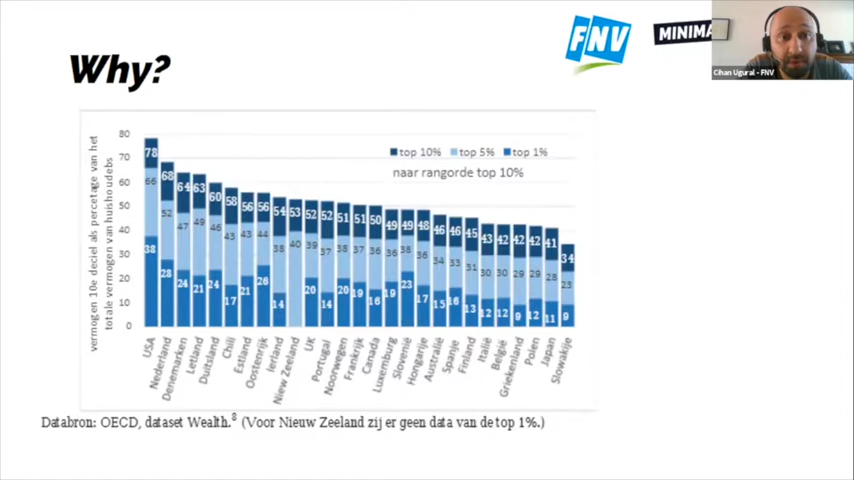 FNV
MINIMA
Cihan Ugural - FNV
Why?
vermogen 10e deciel als percetage van het
totale vermogen van huishoudebs
80
70
60
50
40
30
20
10
0
top 10% top 5% top 1%
naar rangorde top 10%
78 68 64 63 60 58 56 56 54 53 52 52 51 51 50 49 49 48 46 46 45 43 42 42 42 41 34
66 52 47 49 46 43 43 44 38 40 39 37 38 37 36 36 38 36 34 33 31 30 30 29 29 28 23
38 28 24 21 24 17 21 26 14 20 14 20 19 16 19 23 17 15 16 13 12 12 9 12 11 9
USA
Nederland
Denemarken
Letland
Duitsland
Chili
Estland
Oostenrijk
Ierland
Niew Zeeland
UK
Portugal
Noorwegen
Frankrijk
Canada
Luxemburg
Slovenië
Hongarije
Australië
Spanje
Finland
Italië
België
Griekenland
Polen
Japan
Slowakije
Databron: OECD, dataset Wealth.8 (Voor Nieuw Zeeland zij er geen data van de top 1%.)